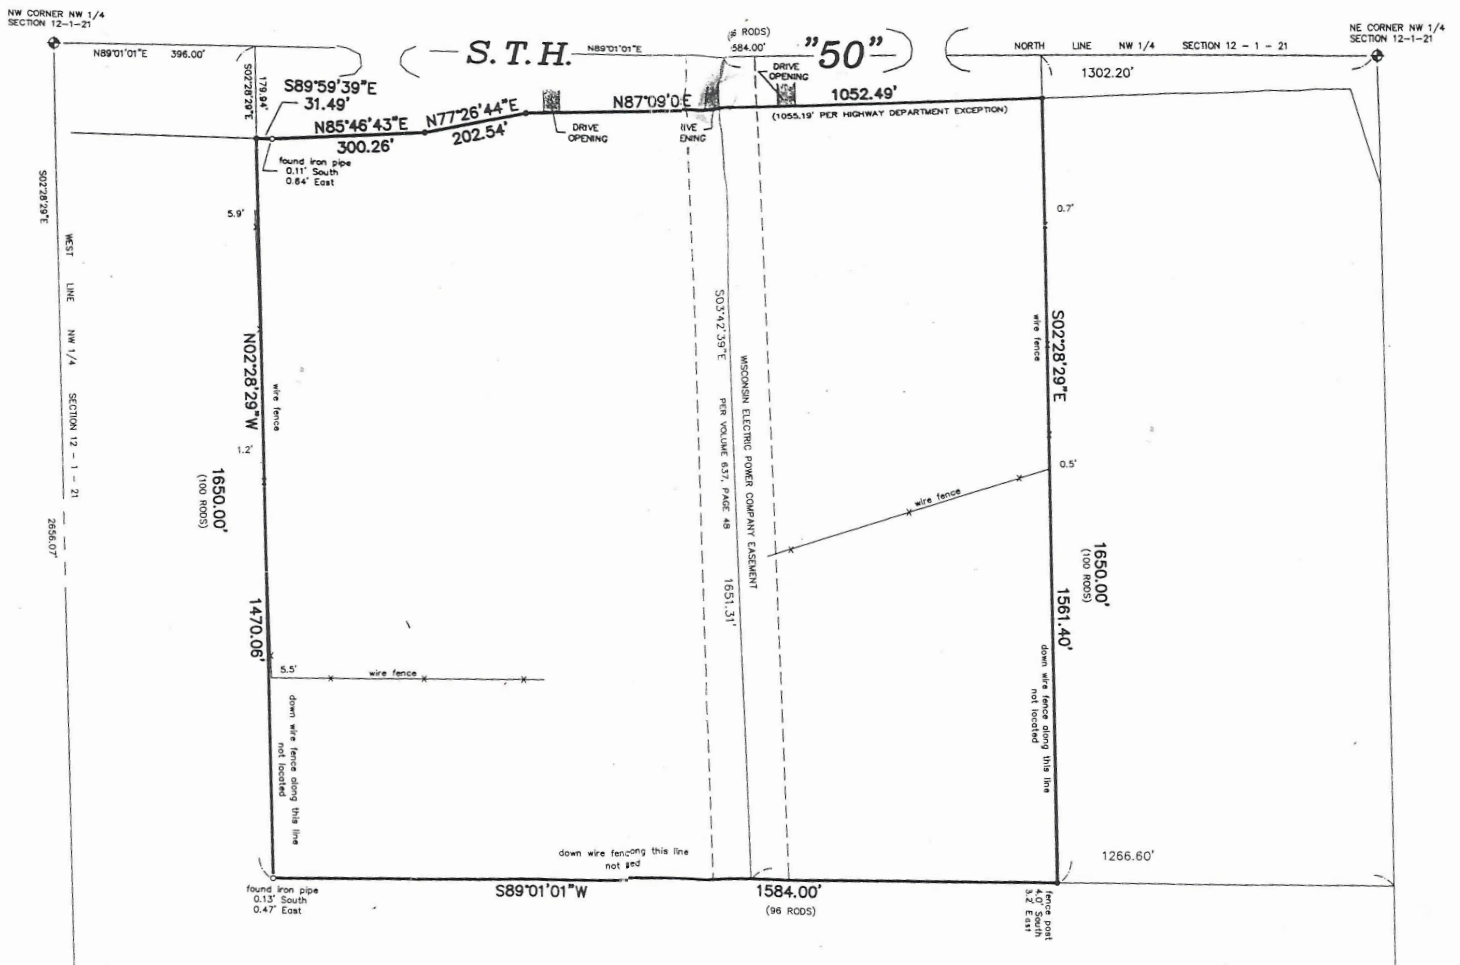 NW CORNER NW 1/4
SECTION 12-1-21
NE CORNER NW 1/4
SECTION 12-1-21
N89°01'01"E 396.00'
S.T.H.
N89°01'01"E
RODS)
584.00'
"50"
NORTH LINE NW 1/4 SECTION 12 - 1 - 21
1302.20'
S02°28'29"E
179.94'
S89°59'39"E
31.49'
N85°46'43"E
300.26'
N77°26'44"E
202.54'
DRIVE
OPENING
N87°09'0 E
IVE
ENING
DRIVE
OPENING
1052.49'
(1055.19' PER HIGHWAY DEPARTMENT EXCEPTION)
found iron pipe
0.11' South
0.64' East
S02°28'29"E
WEST LINE NW 1/4 SECTION 12 - 1 - 21
2656.07'
5.9'
N02°28'29"W
wire fence
1.2'
1650.00'
(100 RODS)
1470.06'
5.5'
wire fence
down wire fence along this line
not located
S03°42'39"E PER VOLUME 637, PAGE 48 1651.31'
WISCONSIN ELECTRIC POWER COMPANY EASEMENT
0.7'
wire fence
S02°28'29"E
0.5'
wire fence
1650.00'
(100 RODS)
1561.40'
down wire fence along this line
not located
down wire fenc ong this line
not ed
1266.60'
found iron pipe
0.13' South
0.47' East
S89°01'01"W
1584.00'
(96 RODS)
fence post
4.0' South
3.2' East